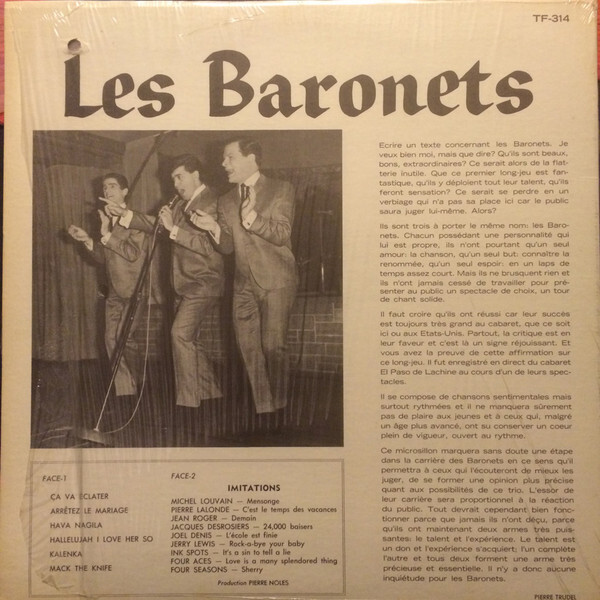 TF-314
Les Baronets
Ecrire un texte concernant les Baronets. Je
veux bien moi, mais que dire? Qu'ils sont beaux,
bons, extraordinaires? Ce serait alors de la flat-
terie inutile. Que ce premier long-jeu est fan-
tastique, qu'ils y déploient tout leur talent, qu'ils
feront sensation? Ce serait se perdre en un
verbiage qui n'a pas sa place ici car le public
saura juger lui-même. Alors?
Ils sont trois à porter le même nom: les Baro-
nets. Chacun possédant une personnalité qui
lui est propre, ils n'ont pourtant qu'un seul
amour: la chanson, qu'un seul but: connaître la
renommée, qu'un seul espoir: en un laps de
temps assez court. Mais ils ne brusquent rien et
ils n'ont jamais cessé de travailler pour pré-
senter au public un spectacle de choix, un tour
de chant solide.
Il faut croire qu'ils ont réussi car leur succès
est toujours très grand au cabaret, que ce soit
ici ou aux Etats-Unis. Partout, la critique est en
leur faveur et c'est là un signe réjouissant. Et
vous avez la preuve de cette affirmation sur
ce long-jeu. Il fut enregistré en direct du cabaret
El Paso de Lachine au cours d'un de leurs spec-
tacles.
Il se compose de chansons sentimentales mais
surtout rythmées et il ne manquera sûrement
pas de plaire aux jeunes et à ceux qui, malgré
un âge plus avancé, ont su conserver un coeur
plein de vigueur, ouvert au rythme.
Ce microsillon marquera sans doute une étape
dans la carrière des Baronets en ce sens qu'il
permettra à ceux qui l'écouteront de mieux les
juger, de se former une opinion plus précise
quant aux possibilités de ce trio. L'essor de
leur carrière sera proportionnel à la réaction
du public. Tout devrait cependant bien fonc-
tionner parce que jamais ils n'ont déçu, parce
qu'ils ont maintenant deux armes très puis-
santes: le talent et l'expérience. Le talent est
un don et l'expérience s'acquiert; l'un complète
l'autre et tous deux forment une arme très
précieuse et essentielle. Il n'y a donc aucune
inquiétude pour les Baronets.
PIERRE TRUDEL
FACE-1
ÇA VA ÉCLATER
ARRÊTEZ LE MARIAGE
HAVA NAGILA
HALLELUJAH I LOVE HER SO
KALENKA
MACK THE KNIFE
FACE-2
IMITATIONS
MICHEL LOUVAIN — Mensonge
PIERRE LALONDE — C'est le temps des vacances
JEAN ROGER — Demain
JACQUES DESROSIERS — 24,000 baisers
JOEL DENIS — L'école est finie
JERRY LEWIS — Rock-a-bye your baby
INK SPOTS — It's a sin to tell a lie
FOUR ACES — Love is a many splendored thing
FOUR SEASONS — Sherry
Production PIERRE NOLES